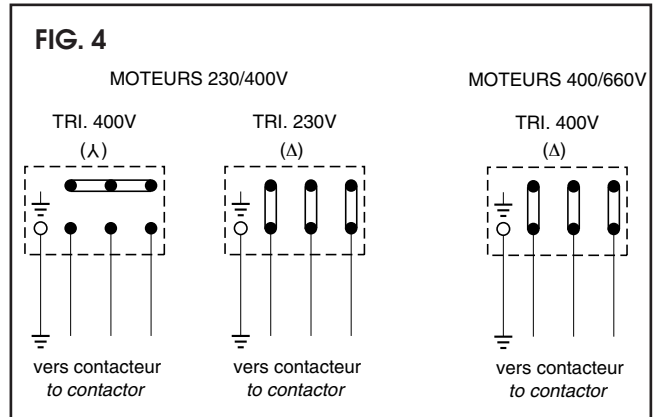 FIG. 4
MOTEURS 230/400V
MOTEURS 400/660V
TRI. 400V
(⅄)
TRI. 230V
(Δ)
TRI. 400V
(Δ)
vers contacteur
to contactor
vers contacteur
to contactor
vers contacteur
to contactor